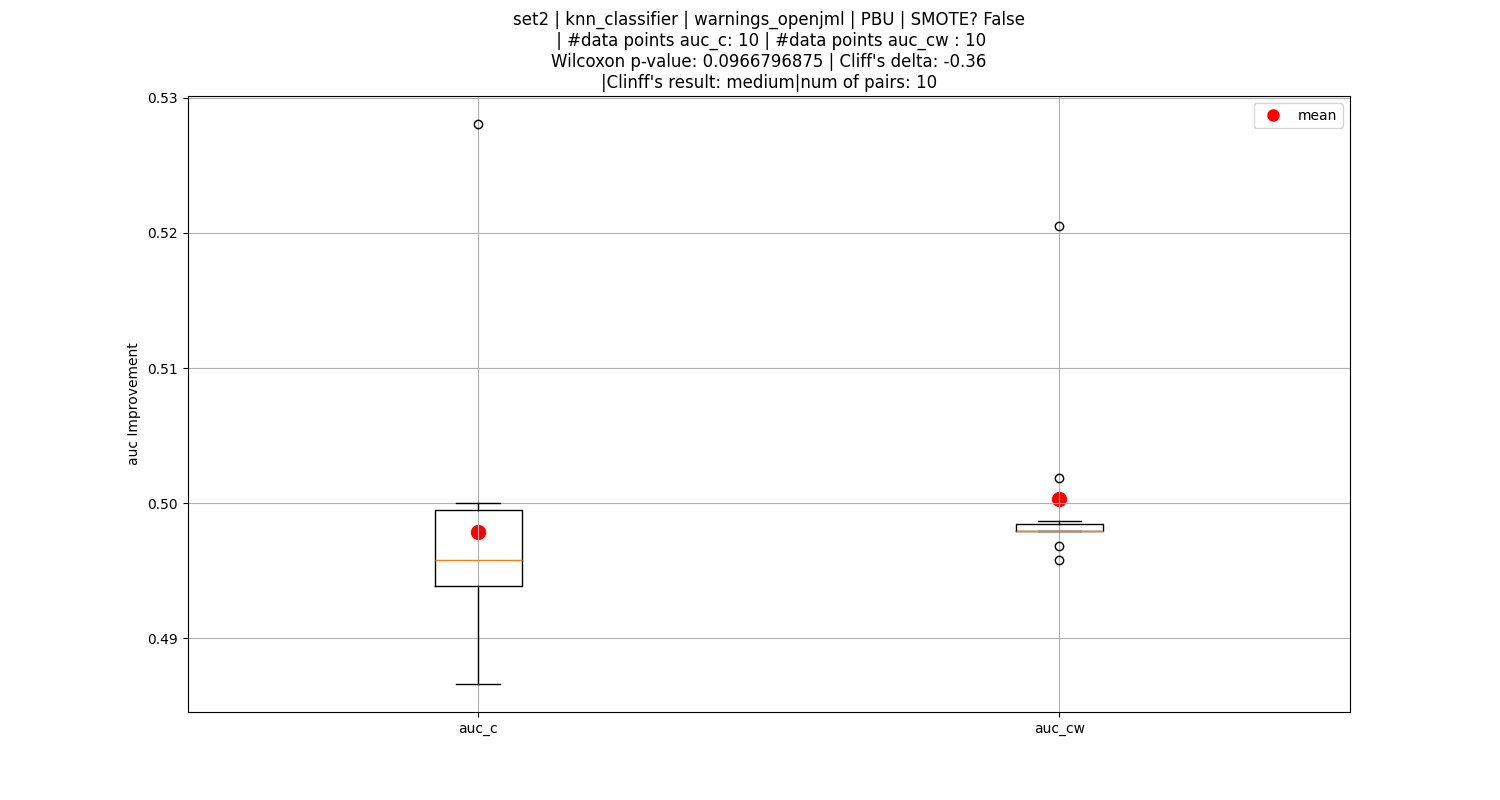 set2 | knn_classifier | warnings_openjml | PBU | SMOTE? False
| #data points auc_c: 10 | #data points auc_cw : 10
Wilcoxon p-value: 0.0966796875 | Cliff's delta: -0.36
|Clinff's result: medium|num of pairs: 10
0.53
mean
0.52
0.51
auc Improvement
0.50
0.49
auc_c
auc_cw